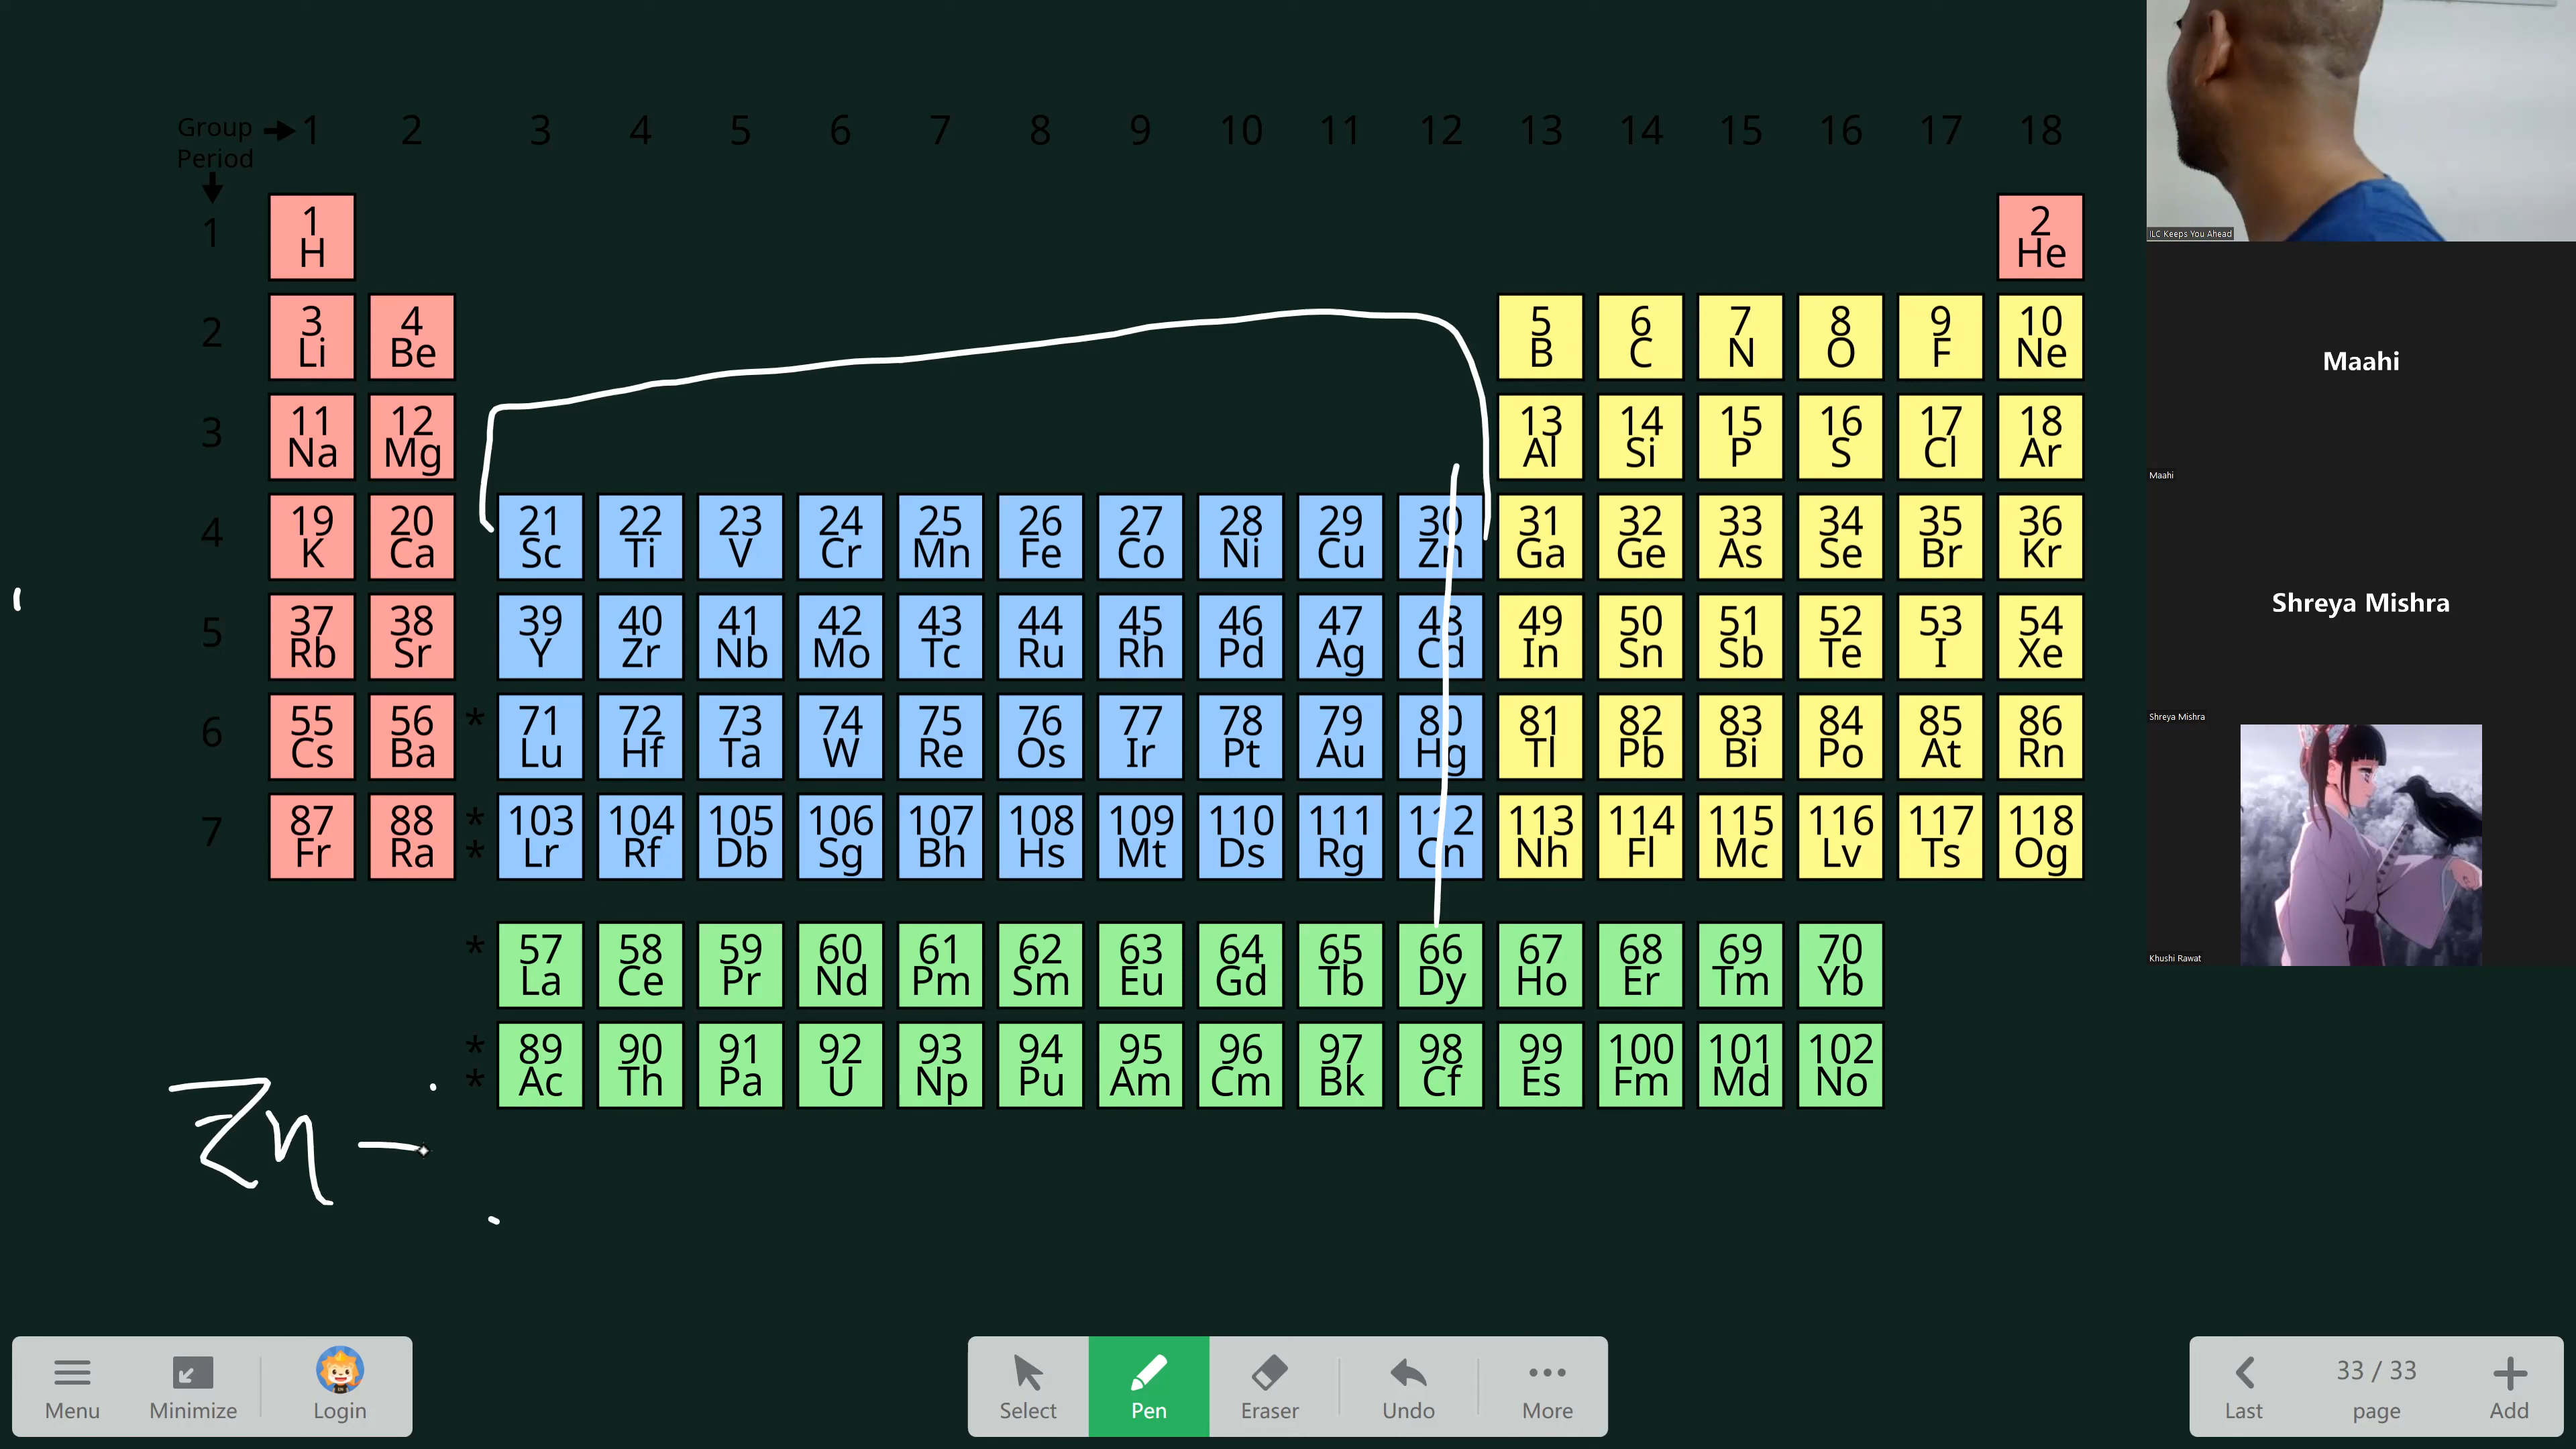 Group 1 2 3 4 5 6 7 8 9 10 11 12 13 14 15 16 17 18
Period
1 1 H 2 He
2 3 Li 4 Be 5 B 6 C 7 N 8 O 9 F 10 Ne
3 11 Na 12 Mg 13 Al 14 Si 15 P 16 S 17 Cl 18 Ar
4 19 K 20 Ca 21 Sc 22 Ti 23 V 24 Cr 25 Mn 26 Fe 27 Co 28 Ni 29 Cu 30 Zn 31 Ga 32 Ge 33 As 34 Se 35 Br 36 Kr
5 37 Rb 38 Sr 39 Y 40 Zr 41 Nb 42 Mo 43 Tc 44 Ru 45 Rh 46 Pd 47 Ag 48 Cd 49 In 50 Sn 51 Sb 52 Te 53 I 54 Xe
6 55 Cs 56 Ba * 71 Lu 72 Hf 73 Ta 74 W 75 Re 76 Os 77 Ir 78 Pt 79 Au 80 Hg 81 Tl 82 Pb 83 Bi 84 Po 85 At 86 Rn
7 87 Fr 88 Ra * * 103 Lr 104 Rf 105 Db 106 Sg 107 Bh 108 Hs 109 Mt 110 Ds 111 Rg 112 Cn 113 Nh 114 Fl 115 Mc 116 Lv 117 Ts 118 Og
* 57 La 58 Ce 59 Pr 60 Nd 61 Pm 62 Sm 63 Eu 64 Gd 65 Tb 66 Dy 67 Ho 68 Er 69 Tm 70 Yb
* * 89 Ac 90 Th 91 Pa 92 U 93 Np 94 Pu 95 Am 96 Cm 97 Bk 98 Cf 99 Es 100 Fm 101 Md 102 No
Zn -
ILC Keeps You Ahead
Maahi
Maahi
Shreya Mishra
Shreya Mishra
Khushi Rawat
Menu Minimize Login Select Pen Eraser Undo More Last 33 / 33 page Add